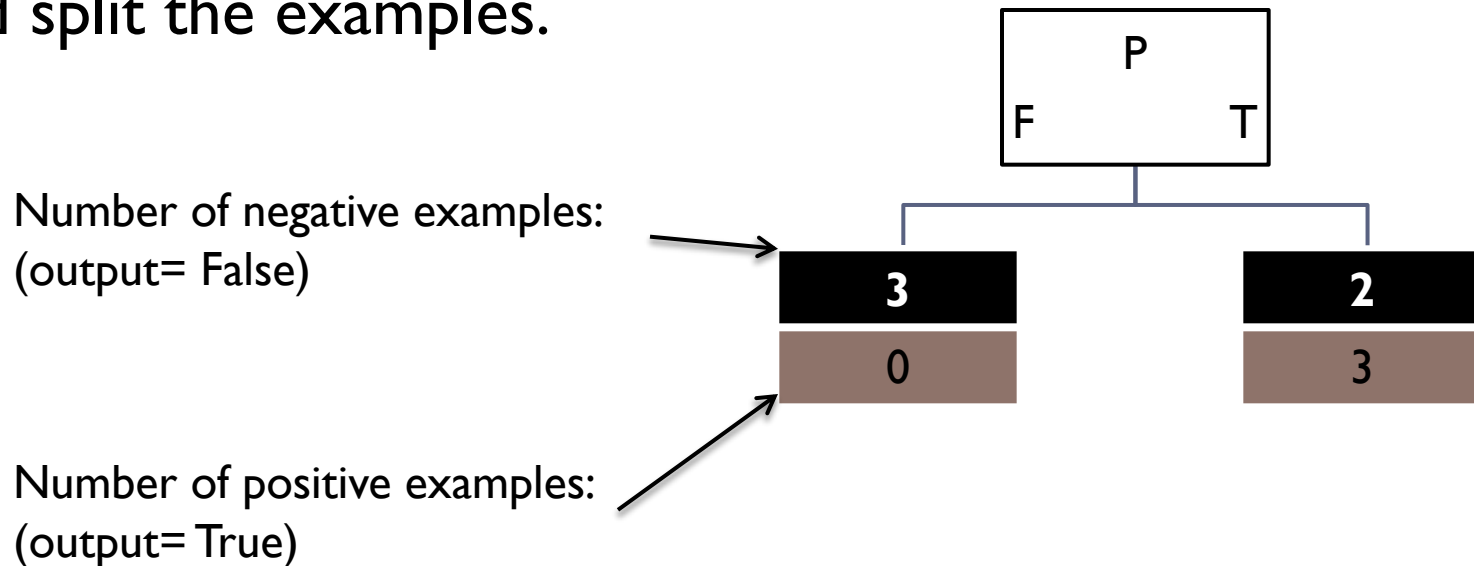 split the examples.
P
F T
Number of negative examples:
(output= False)
3 2
0 3
Number of positive examples:
(output= True)